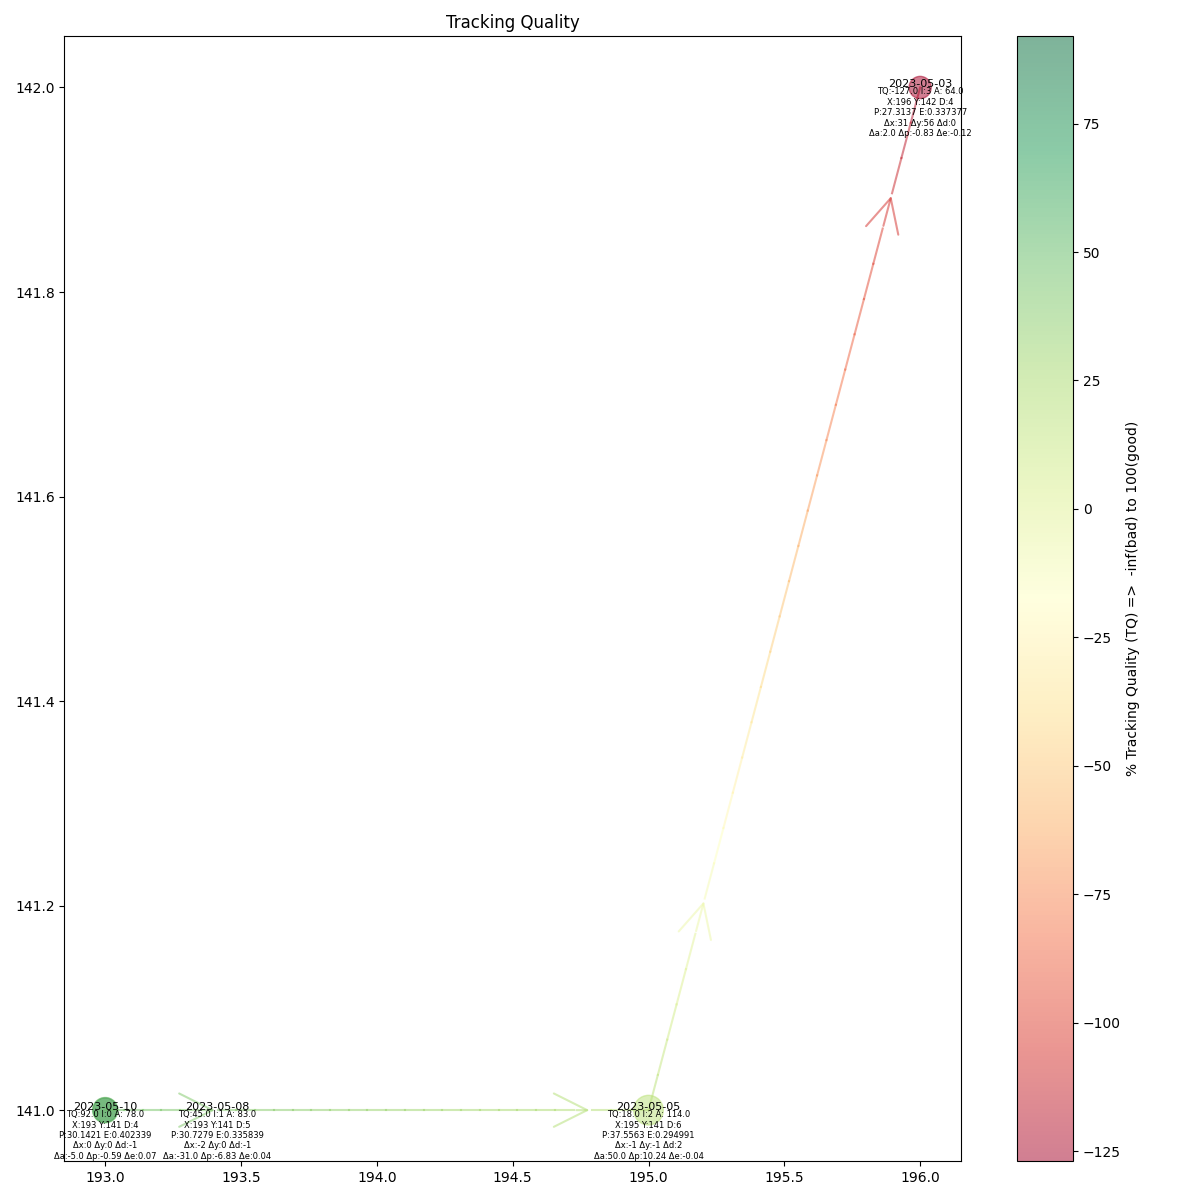 Tracking Quality
142.0
141.8
141.6
141.4
141.2
141.0
2023-05-03
TQ:-127.0 I:3 A: 64.0
X:196 Y:142 D:4
P:27.3137 E:0.337377
Δx:31 Δy:56 Δd:0
Δa:2.0 Δp:-0.83 Δe:-0.12
2023-05-10
TQ:92.0 I:0 A: 78.0
X:193 Y:141 D:4
P:30.1421 E:0.402339
Δx:0 Δy:0 Δd:-1
Δa:-5.0 Δp:-0.59 Δe:0.07
2023-05-08
TQ:45.0 I:1 A: 83.0
X:193 Y:141 D:5
P:30.7279 E:0.335839
Δx:-2 Δy:0 Δd:-1
Δa:-31.0 Δp:-6.83 Δe:0.04
2023-05-05
TQ:18.0 I:2 A: 114.0
X:195 Y:141 D:6
P:37.5563 E:0.294991
Δx:-1 Δy:-1 Δd:2
Δa:50.0 Δp:10.24 Δe:-0.04
193.0
193.5
194.0
194.5
195.0
195.5
196.0
75
50
25
0
−25
−50
−75
−100
−125
% Tracking Quality (TQ) => -inf(bad) to 100(good)